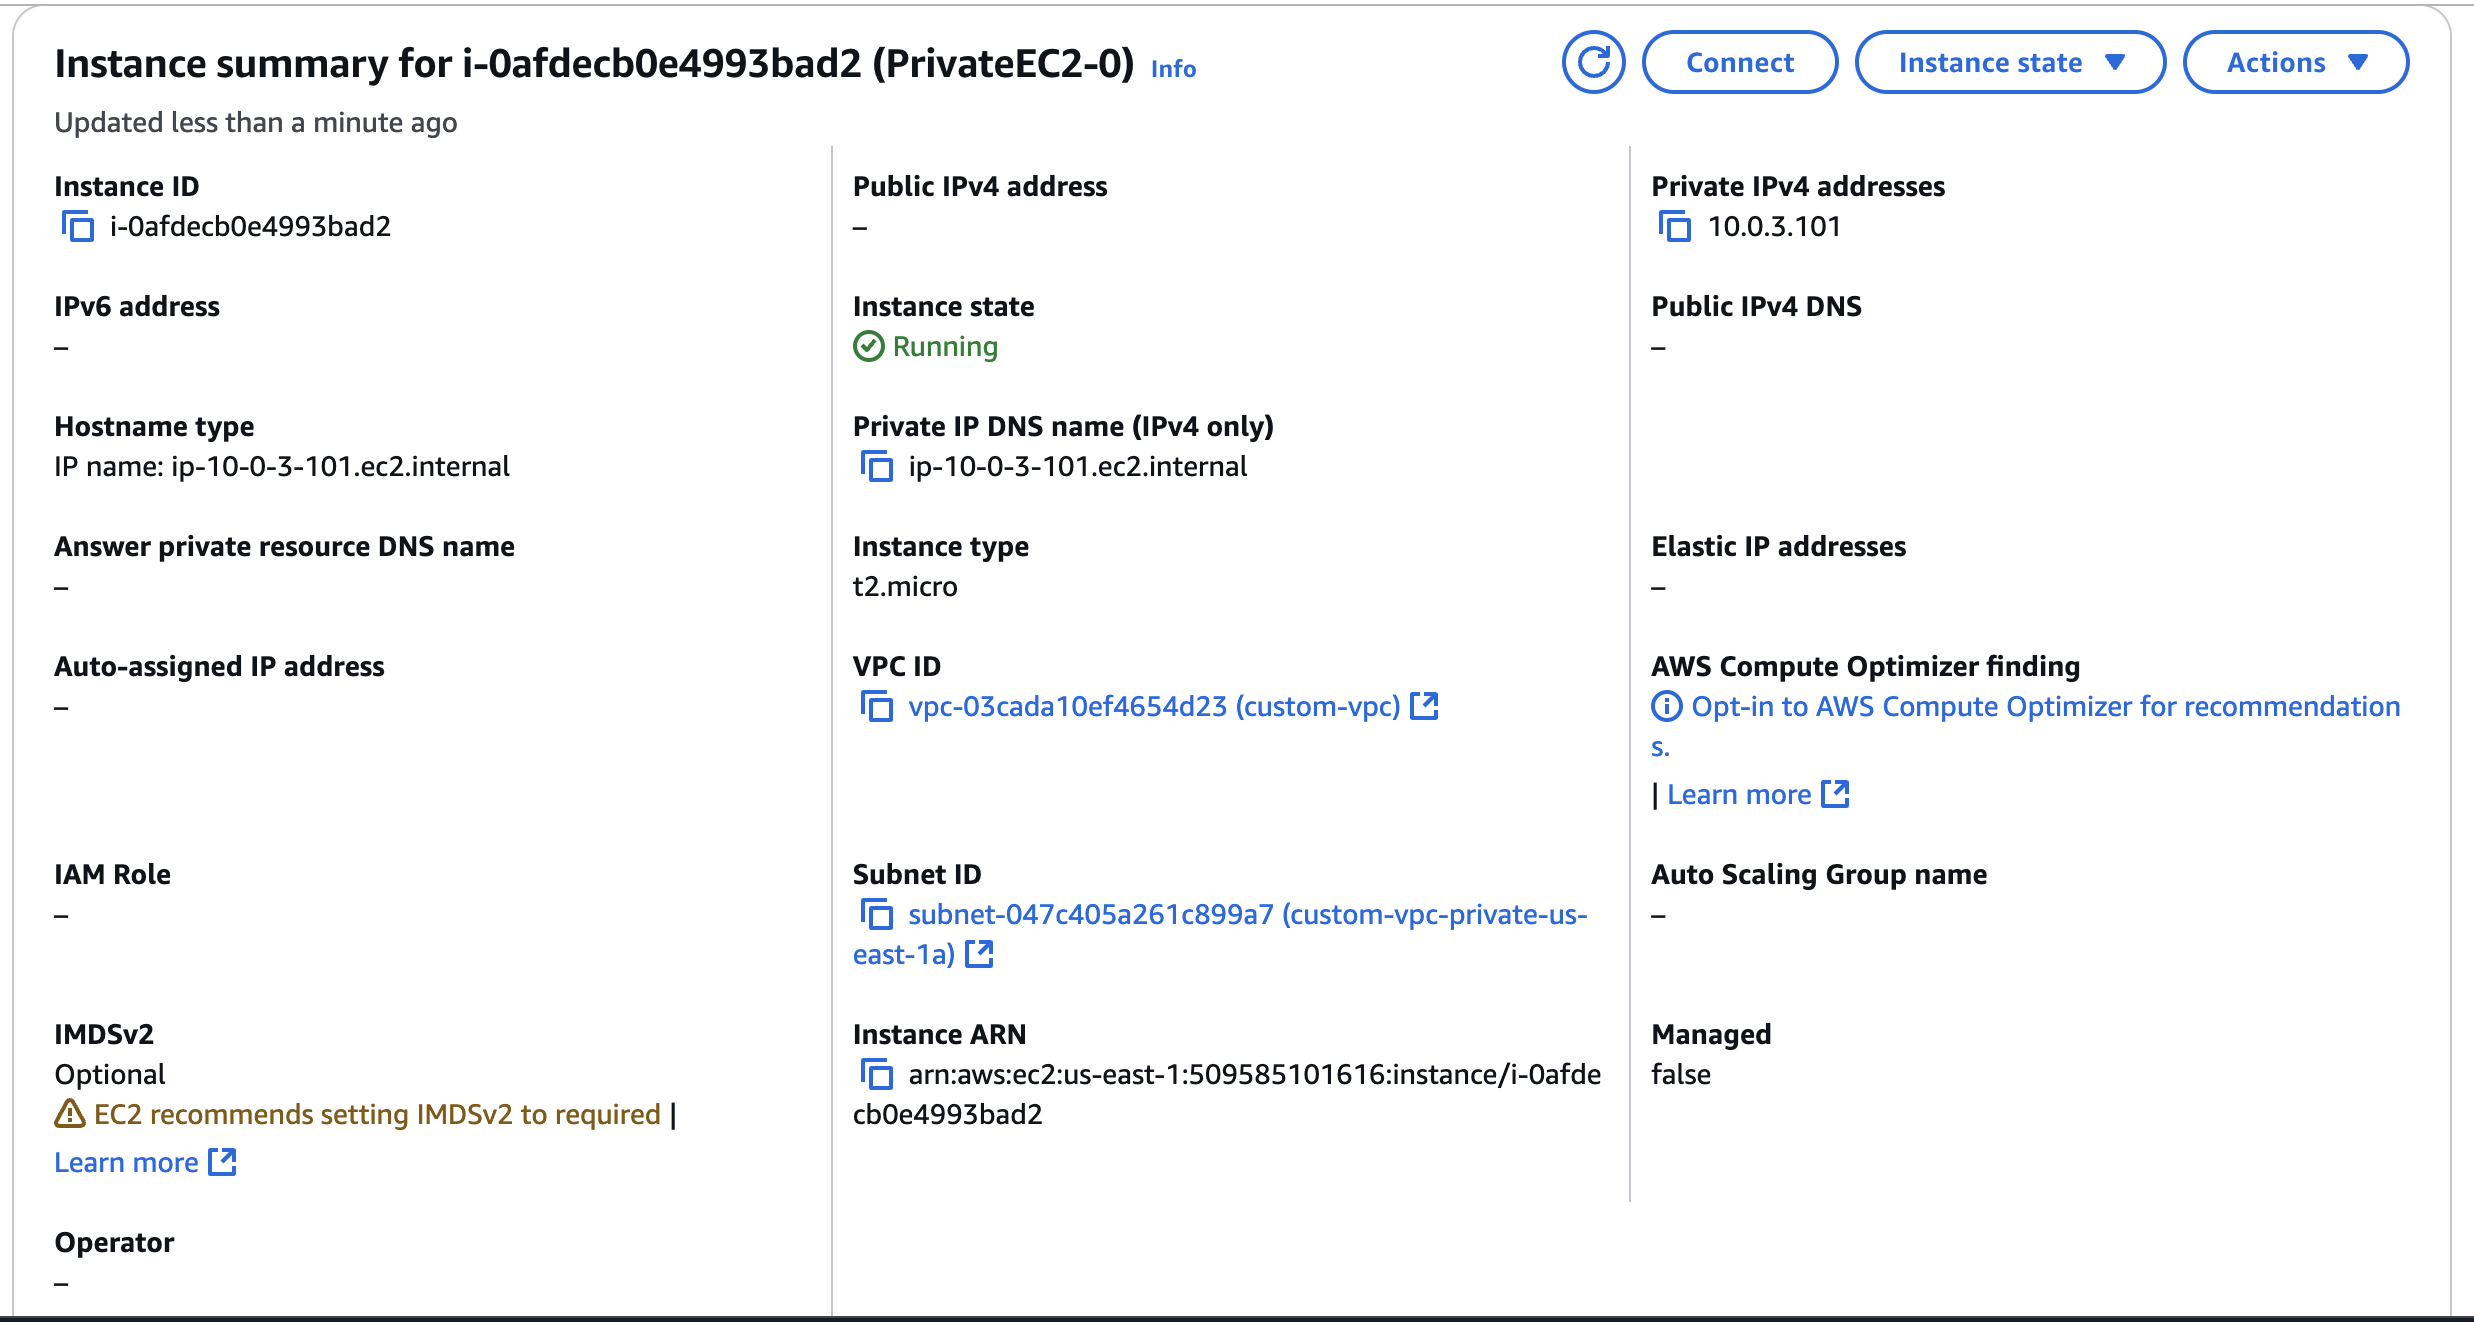 Instance summary for i-0afdecb0e4993bad2 (PrivateEC2-0) Info
Connect
Instance state
Actions
Updated less than a minute ago
Instance ID
i-0afdecb0e4993bad2
Public IPv4 address
–
Private IPv4 addresses
10.0.3.101
IPv6 address
–
Instance state
Running
Public IPv4 DNS
–
Hostname type
IP name: ip-10-0-3-101.ec2.internal
Private IP DNS name (IPv4 only)
ip-10-0-3-101.ec2.internal
Answer private resource DNS name
–
Instance type
t2.micro
Elastic IP addresses
–
Auto-assigned IP address
–
VPC ID
vpc-03cada10ef4654d23 (custom-vpc)
AWS Compute Optimizer finding
Opt-in to AWS Compute Optimizer for recommendation
s.
| Learn more
IAM Role
–
Subnet ID
subnet-047c405a261c899a7 (custom-vpc-private-us-
east-1a)
Auto Scaling Group name
–
IMDSv2
Optional
EC2 recommends setting IMDSv2 to required |
Learn more
Instance ARN
arn:aws:ec2:us-east-1:509585101616:instance/i-0afde
cb0e4993bad2
Managed
false
Operator
–